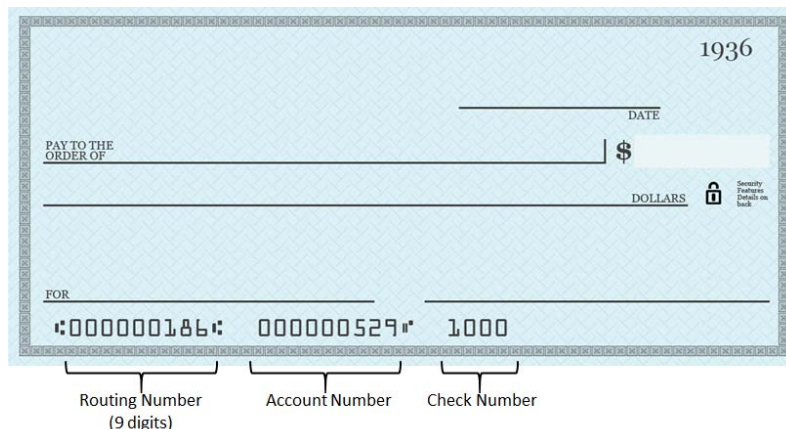 1936
DATE
PAY TO THE
ORDER OF
$
DOLLARS
Security
Features
Details on
back
FOR
⑆000000186⑆ 000000529⑈ 1000
Routing Number Account Number Check Number
(9 digits)